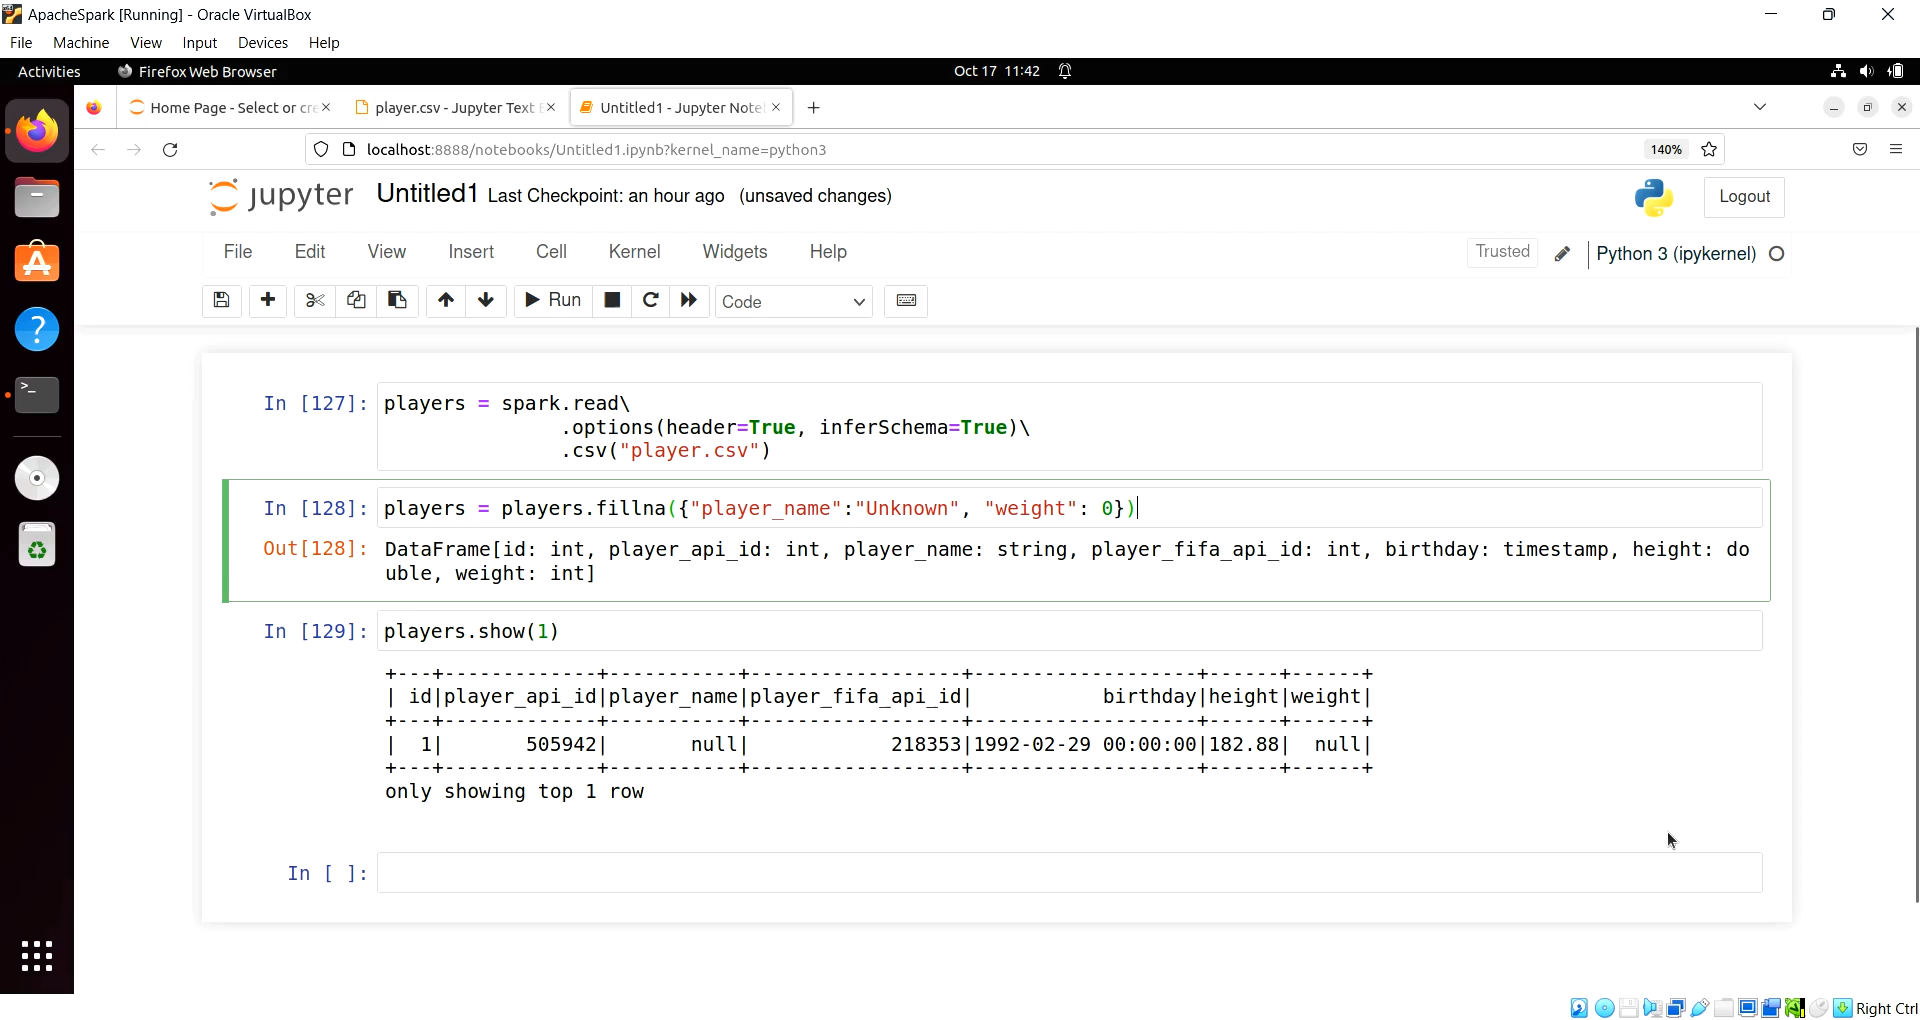 ApacheSpark [Running] - Oracle VirtualBox
File Machine View Input Devices Help
Activities Firefox Web Browser Oct 17 11:42
Home Page - Select or cre player.csv - Jupyter Text E Untitled1 - Jupyter Note
localhost:8888/notebooks/Untitled1.ipynb?kernel_name=python3 140%
jupyter Untitled1 Last Checkpoint: an hour ago (unsaved changes) Logout
File Edit View Insert Cell Kernel Widgets Help Trusted Python 3 (ipykernel)
Run Code
In [127]: players = spark.read\
.options(header=True, inferSchema=True)\
.csv("player.csv")
In [128]: players = players.fillna({"player_name":"Unknown", "weight": 0})
Out[128]: DataFrame[id: int, player_api_id: int, player_name: string, player_fifa_api_id: int, birthday: timestamp, height: do
uble, weight: int]
In [129]: players.show(1)
+---+-------------+-----------+------------------+-------------------+------+------+
| id|player_api_id|player_name|player_fifa_api_id|           birthday|height|weight|
+---+-------------+-----------+------------------+-------------------+------+------+
|  1|       505942|       null|            218353|1992-02-29 00:00:00|182.88|  null|
+---+-------------+-----------+------------------+-------------------+------+------+
only showing top 1 row
In [ ]:
Right Ctrl